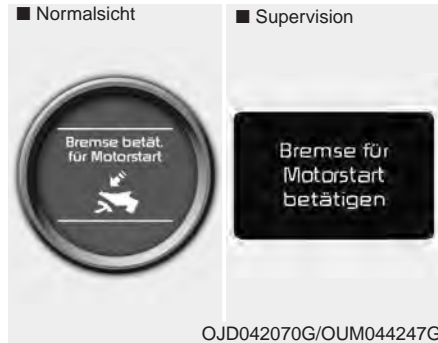 ■ Normalsicht
■ Supervision
Bremse betät.
für Motorstart
Bremse für
Motorstart
betätigen
OJD042070G/OUM044247G